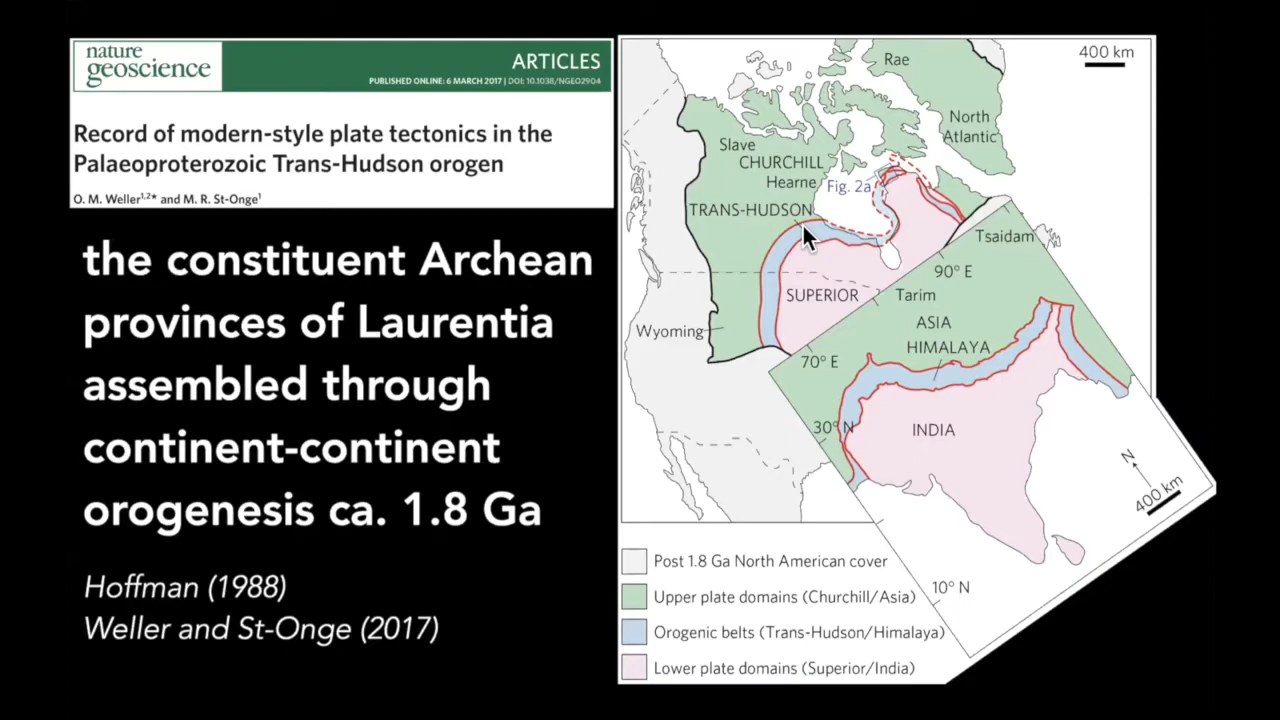 nature
geoscience
ARTICLES
PUBLISHED ONLINE: 6 MARCH 2017 | DOI: 10.1038/NGEO2904
Record of modern-style plate tectonics in the
Palaeoproterozoic Trans-Hudson orogen
O. M. Weller1,2* and M. R. St-Onge1
the constituent Archean
provinces of Laurentia
assembled through
continent-continent
orogenesis ca. 1.8 Ga
Hoffman (1988)
Weller and St-Onge (2017)
400 km
Rae
North
Atlantic
Slave
CHURCHILL
Hearne
Fig. 2a
TRANS-HUDSON
SUPERIOR
Wyoming
Tsaidam
90° E
Tarim
ASIA
HIMALAYA
70° E
30° N
INDIA
N
400 km
10° N
Post 1.8 Ga North American cover
Upper plate domains (Churchill/Asia)
Orogenic belts (Trans-Hudson/Himalaya)
Lower plate domains (Superior/India)